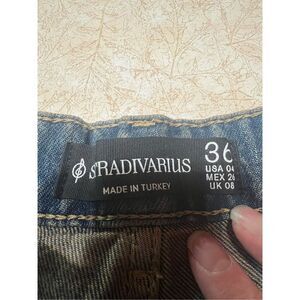 STRADIVARIUS
MADE IN TURKEY
36
USA 04
MEX 26
UK 08